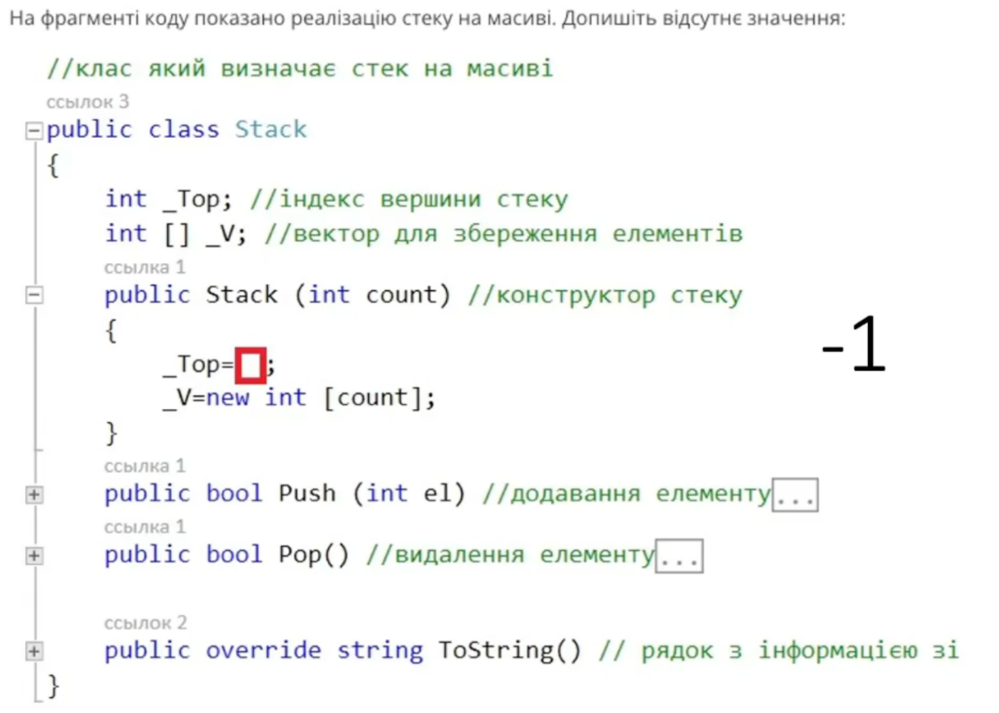 На фрагменті коду показано реалізацію стеку на масиві. Допишіть відсутнє значення:
//клас який визначає стек на масиві
ссылок 3
public class Stack
{
int _Top; //індекс вершини стеку
int [] _V; //вектор для збереження елементів
ссылка 1
public Stack (int count) //конструктор стеку
{
-1
_Top= ;
_V=new int [count];
}
ссылка 1
public bool Push (int el) //додавання елементу...
ссылка 1
public bool Pop() //видалення елементу...
ссылок 2
public override string ToString() // рядок з інформацією зі
}